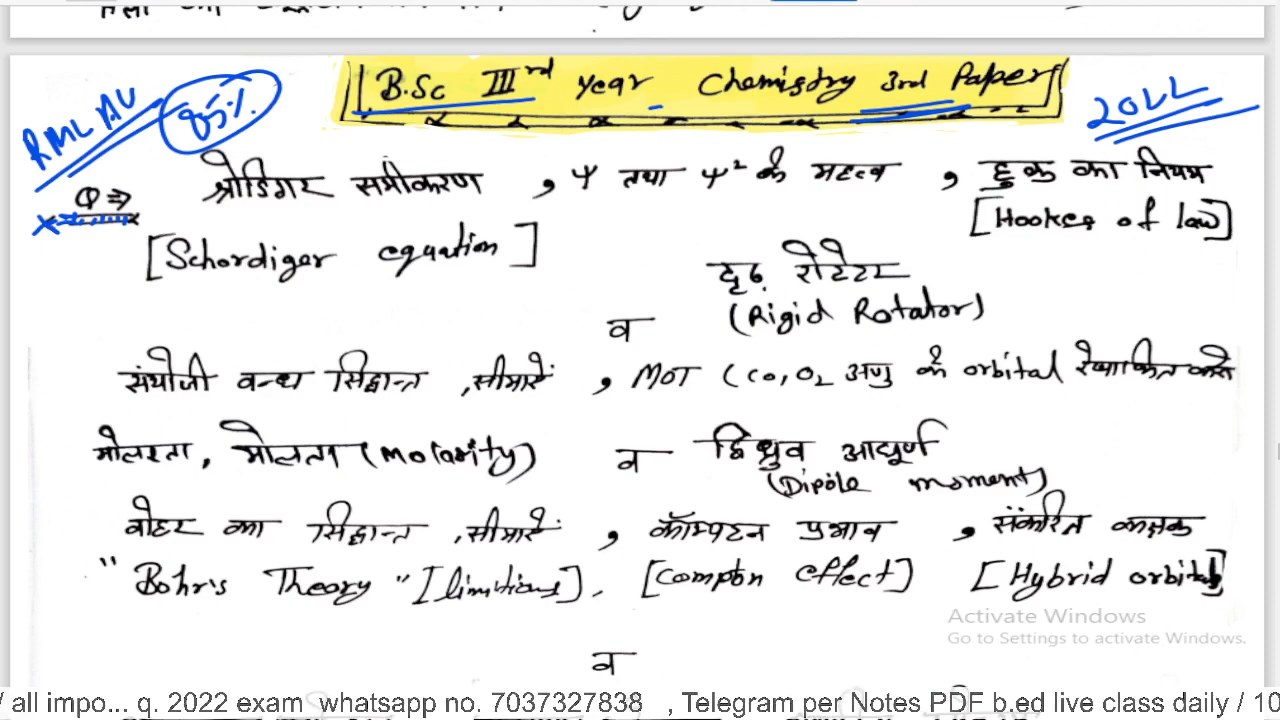 B.Sc IIIrd Year Chemistry 3rd Paper
RMLAU 85% 2022
Q ⇒ श्रोडिंगर समीकरण , ψ तथा ψ² के महत्व , हुक का नियम
[Schordiger equation] [Hookes of law]
दृढ़ रोटेटर
व (Rigid Rotator)
संयोजी बन्ध सिद्धान्त ,सीमाऐं , MOT (CO, O₂ अणु के orbital रेखांकित करो
मोलरता, मोलता (Molarity) व द्विध्रुव आघूर्ण
(Dipole moment)
बोहर का सिद्धान्त ,सीमाऐं , कॉम्पटन प्रभाव , संकरित कक्षक
"Bohr's Theory" [limitions], [Compton effect] [Hybrid orbital]
व
Activate Windows
Go to Settings to activate Windows.
/ all impo... q. 2022 exam whatsapp no. 7037327838 , Telegram per Notes PDF b.ed live class daily / 10